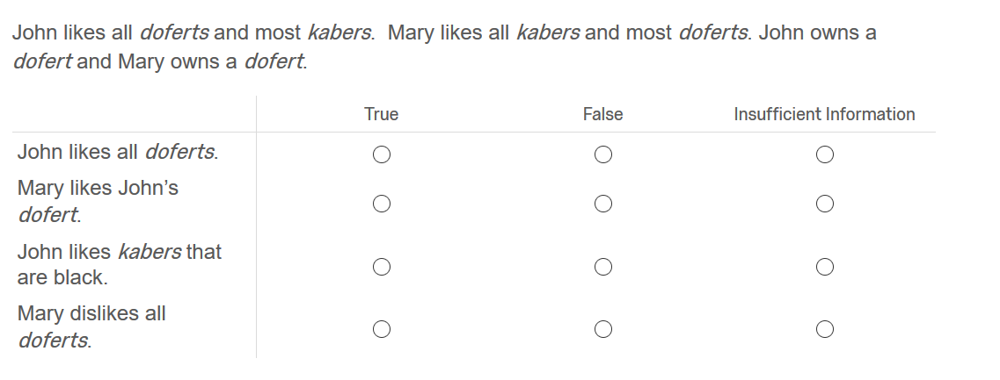 John likes all doferts and most kabers.  Mary likes all kabers and most doferts. John owns a
dofert and Mary owns a dofert.
True False Insufficient Information
John likes all doferts.
Mary likes John’s
dofert.
John likes kabers that
are black.
Mary dislikes all
doferts.